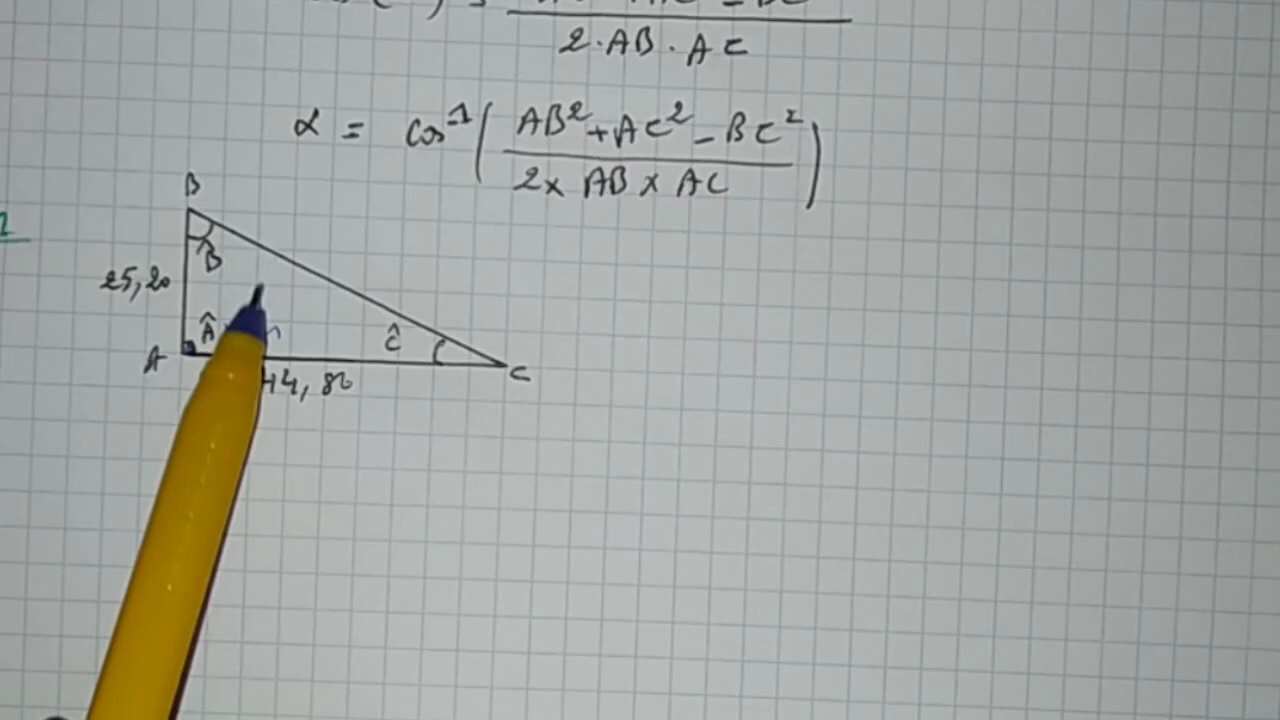 2·AB·AC
α = cos⁻¹(AB²+AC²-BC² / 2×AB×AC)
B
B̂
25,20
Â
Ĉ
A
44,80
C